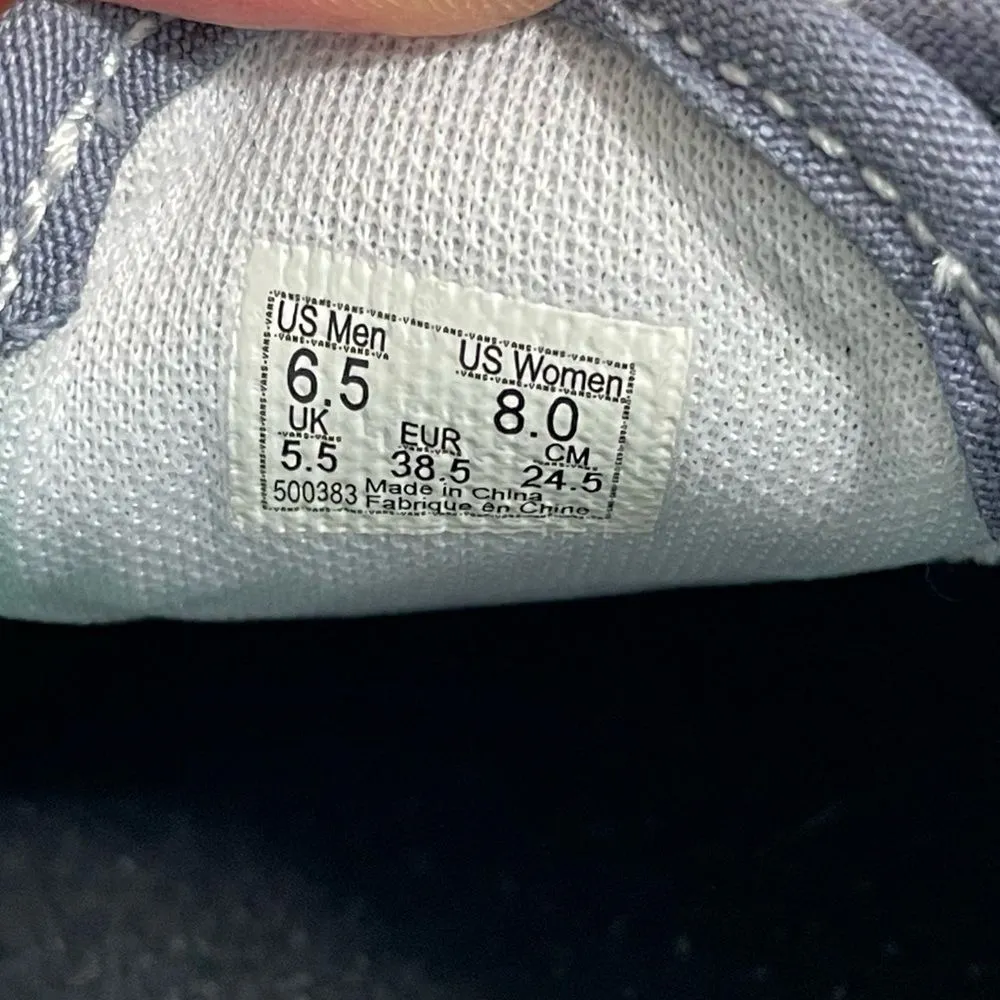 US Men
6.5
US Women
8.0
UK
5.5
EUR
38.5
CM
24.5
500383 Made in China
Fabriqué en Chine